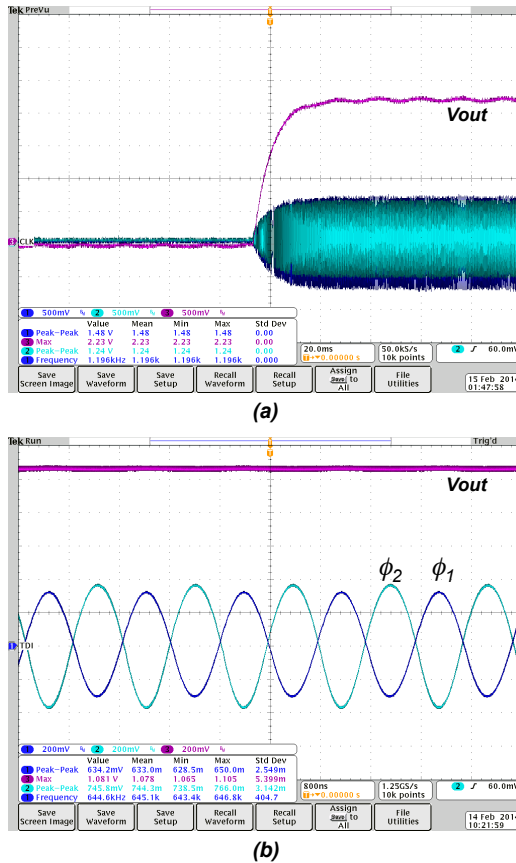 Tek PreVu
Vout
CLK
1 500mV 2 500mV 3 500mV
Value Mean Min Max Std Dev
1 Peak-Peak 1.48 V 1.48 1.48 1.48 0.00
3 Max 2.23 V 2.23 2.23 2.23 0.00
2 Peak-Peak 1.24 V 1.24 1.24 1.24 0.00
1 Frequency 1.196kHz 1.196k 1.196k 1.196k 0.000
20.0ms 50.0kS/s 2 60.0mV
0.00000 s 10k points
Save Screen Image
Save Waveform
Save Setup
Recall Waveform
Recall Setup
Assign Save to All
File Utilities
15 Feb 2014
01:47:58
(a)
Tek Run Trig'd
Vout
ϕ2 ϕ1
TDI
1 200mV 2 200mV 3 200mV
Value Mean Min Max Std Dev
1 Peak-Peak 634.2mV 633.0m 628.5m 650.0m 2.549m
3 Max 1.081 V 1.078 1.065 1.105 5.399m
2 Peak-Peak 745.8mV 744.3m 738.5m 766.0m 3.142m
1 Frequency 644.6kHz 645.1k 643.4k 646.8k 404.7
800ns 1.25GS/s 2 60.0mV
0.00000 s 10k points
Save Screen Image
Save Waveform
Save Setup
Recall Waveform
Recall Setup
Assign Save to All
File Utilities
14 Feb 2014
10:21:59
(b)